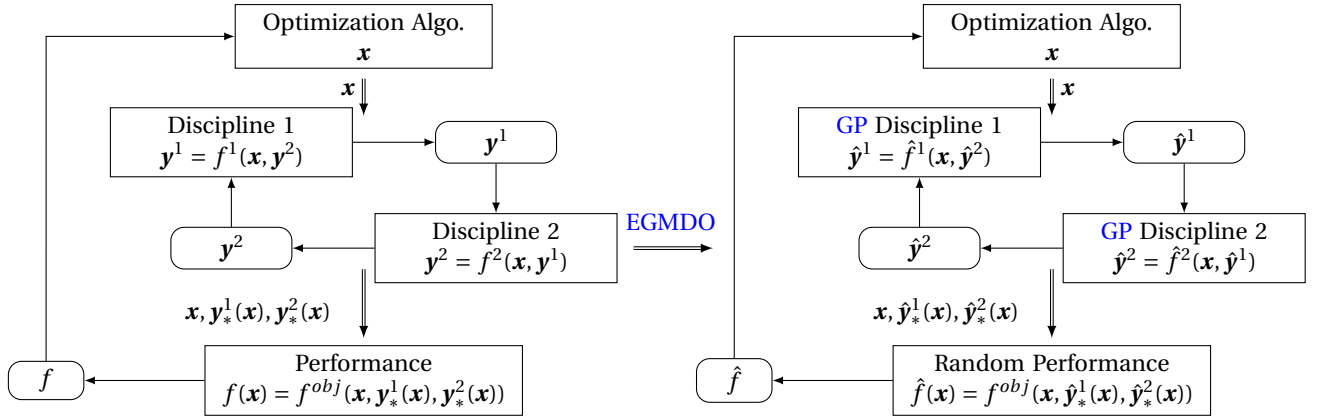 Optimization Algo.
x
x
Discipline 1
y¹ = f¹(x, y²)
y¹
y²
Discipline 2
y² = f²(x, y¹)
x, y¹∗(x), y²∗(x)
Performance
f(x) = f^{obj}(x, y¹∗(x), y²∗(x))
f
EGMDO
Optimization Algo.
x
x
GP Discipline 1
ŷ¹ = f̂¹(x, ŷ²)
ŷ¹
ŷ²
GP Discipline 2
ŷ² = f̂²(x, ŷ¹)
x, ŷ¹∗(x), ŷ²∗(x)
Random Performance
f̂(x) = f^{obj}(x, ŷ¹∗(x), ŷ²∗(x))
f̂